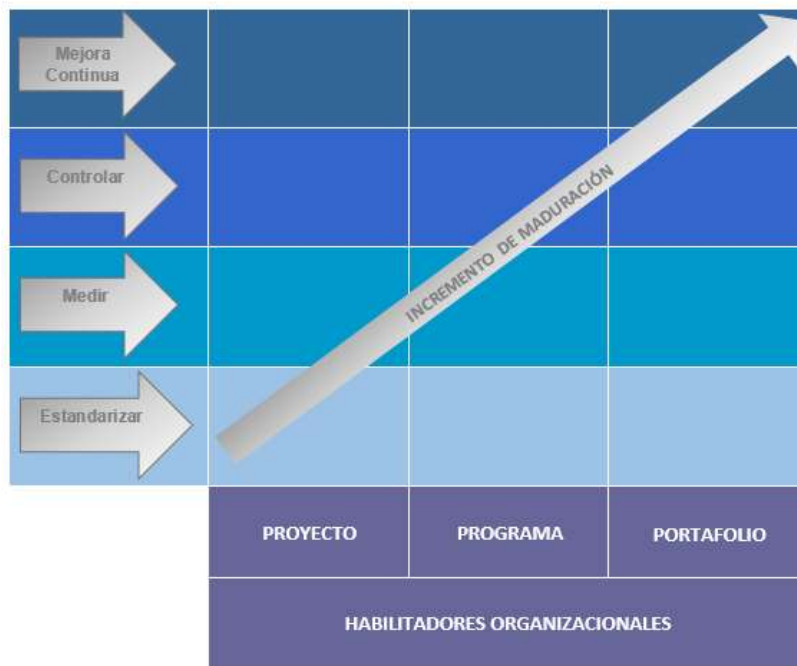 Mejora
Continua
Controlar
INCREMENTO DE MADURACIÓN
Medir
Estandarizar
PROYECTO PROGRAMA PORTAFOLIO
HABILITADORES ORGANIZACIONALES